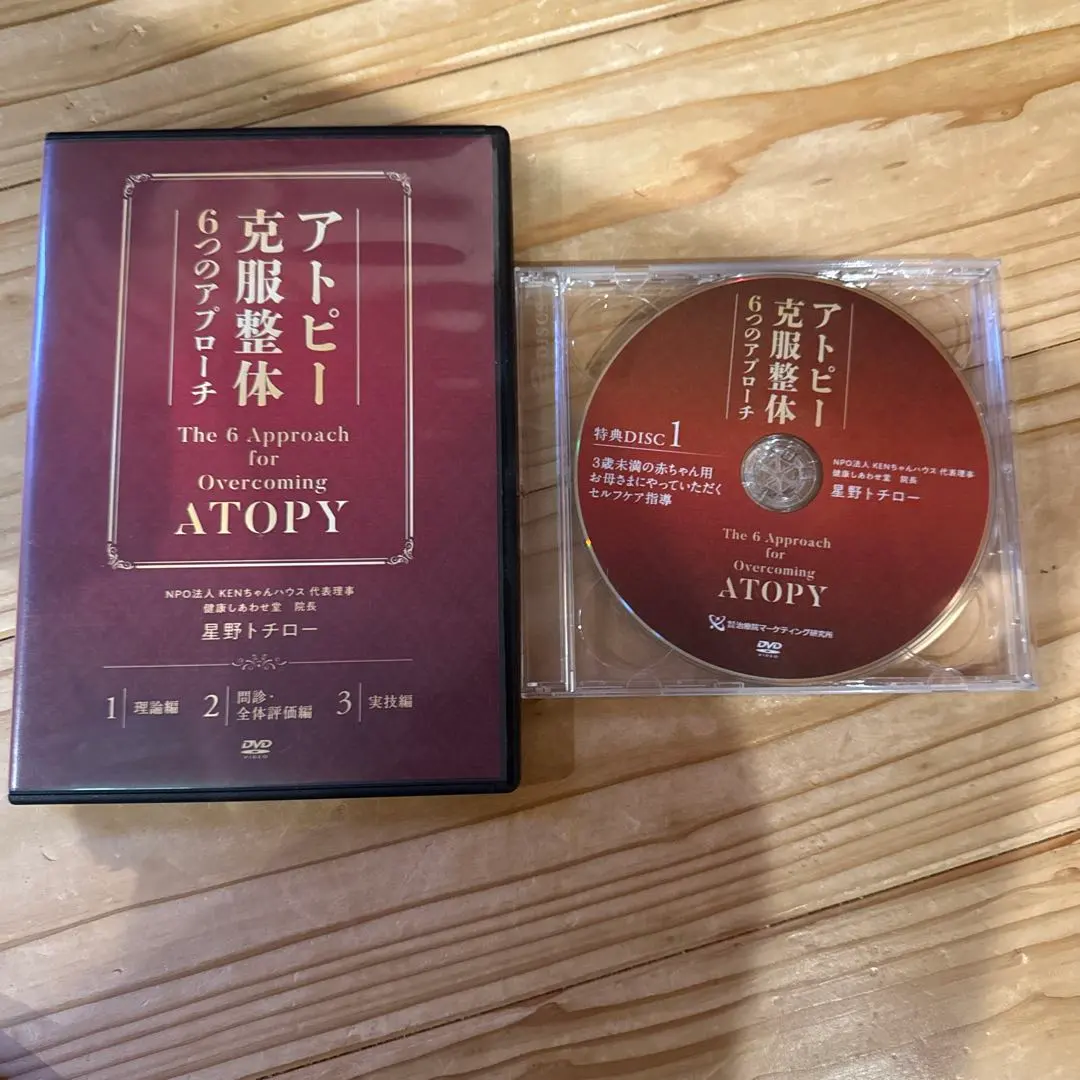 アトピー
克服整体
6つのアプローチ
The 6 Approach
for
Overcoming
ATOPY
NPO法人 KENちゃんハウス 代表理事
健康しあわせ堂 院長
星野トチロー
1 理論編 2 問診・全体評価編 3 実技編
DVD
VIDEO
アトピー
克服整体
6つのアプローチ
特典DISC 1
3歳未満の赤ちゃん用
お母さまにやっていただく
セルフケア指導
NPO法人 KENちゃんハウス 代表理事
健康しあわせ堂 院長
星野トチロー
The 6 Approach
for
Overcoming
ATOPY
株式会社治療院マーケティング研究所
DVD
VIDEO